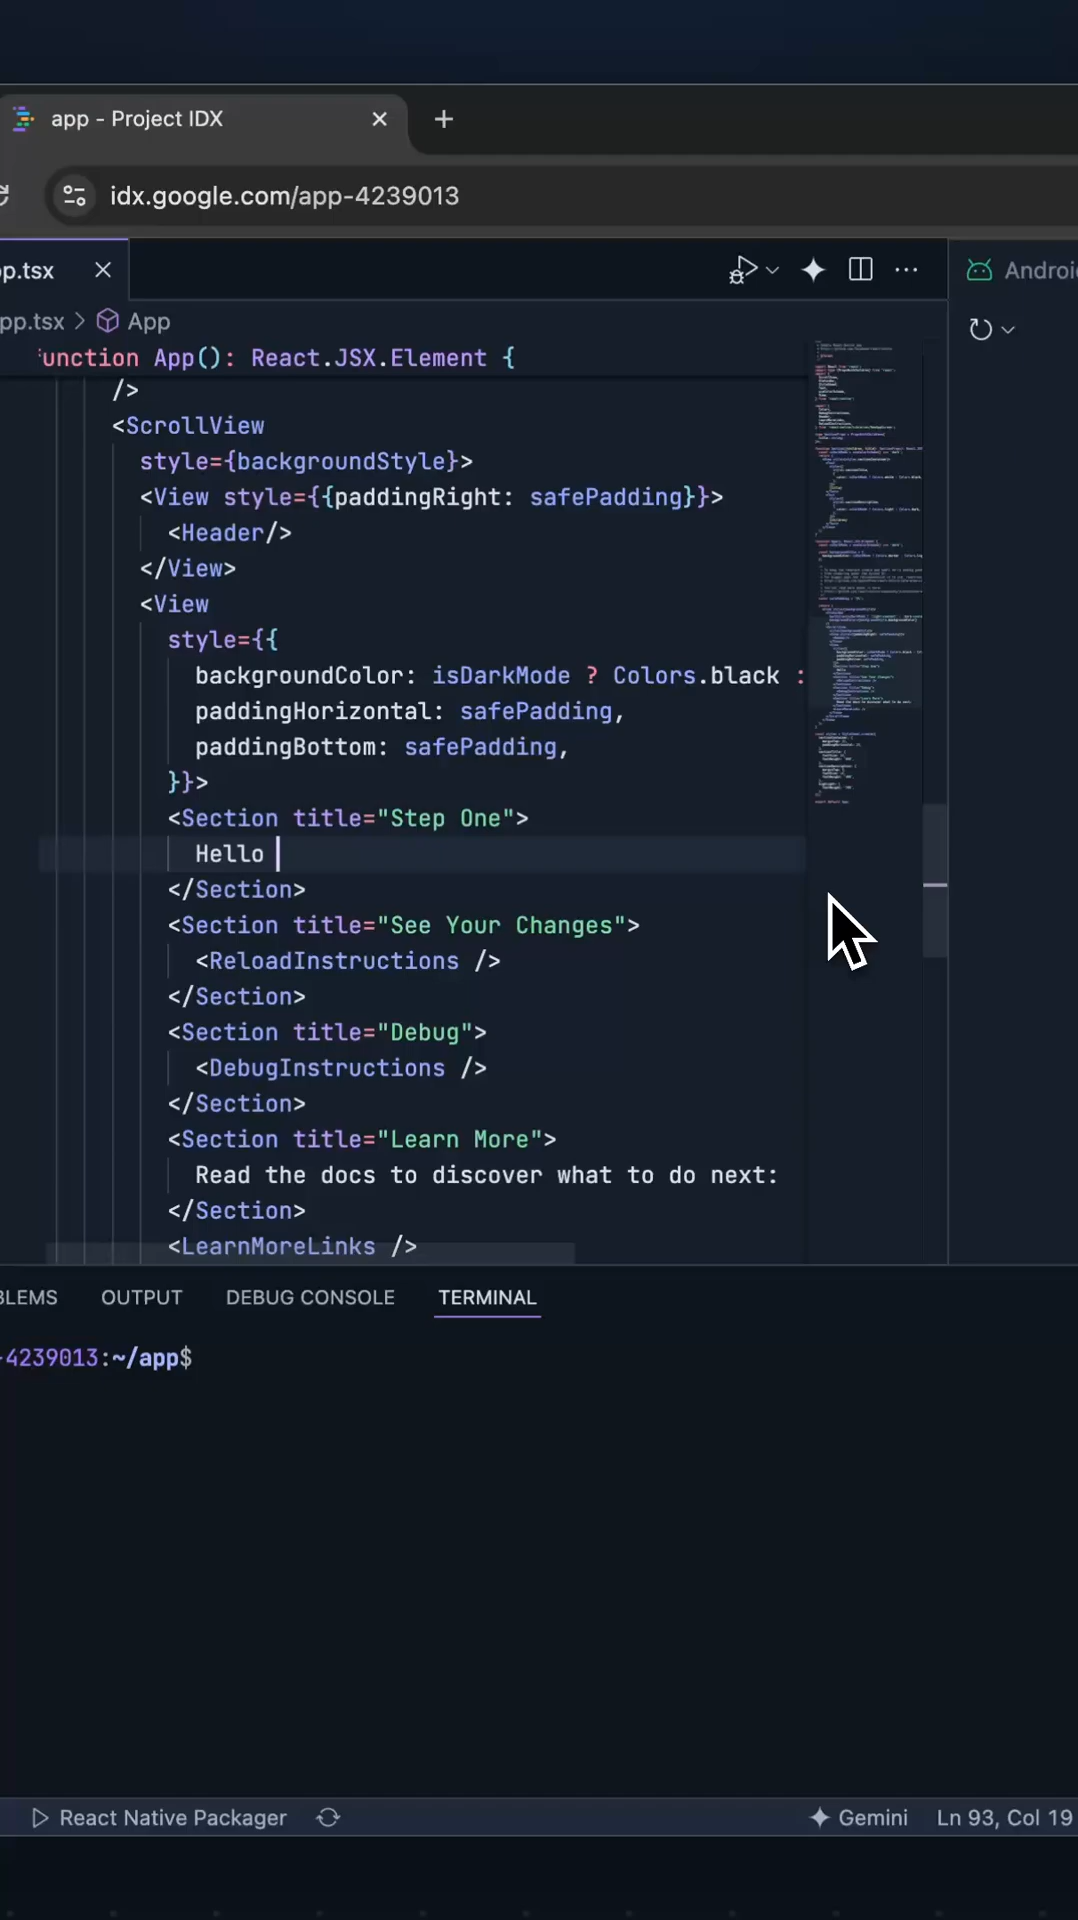 app - Project IDX
idx.google.com/app-4239013
pp.tsx
Androi
pp.tsx > App
unction App(): React.JSX.Element {
/>
<ScrollView
style={backgroundStyle}>
<View style={{paddingRight: safePadding}}>
<Header/>
</View>
<View
style={{
backgroundColor: isDarkMode ? Colors.black :
paddingHorizontal: safePadding,
paddingBottom: safePadding,
}}>
<Section title="Step One">
Hello
</Section>
<Section title="See Your Changes">
<ReloadInstructions />
</Section>
<Section title="Debug">
<DebugInstructions />
</Section>
<Section title="Learn More">
Read the docs to discover what to do next:
</Section>
<LearnMoreLinks />
BLEMS OUTPUT DEBUG CONSOLE TERMINAL
-4239013:~/app$
React Native Packager
Gemini
Ln 93, Col 19